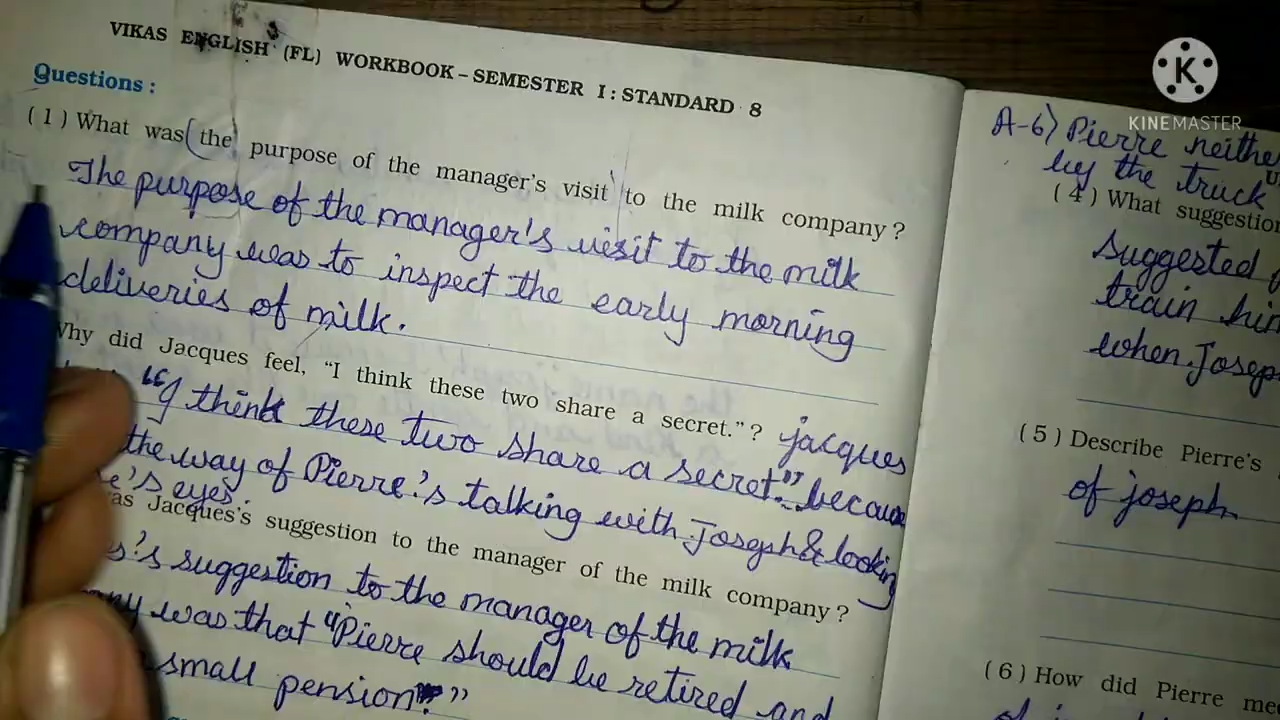 VIKAS ENGLISH (FL) WORKBOOK – SEMESTER I : STANDARD 8
Questions :
( 1 ) What was the purpose of the manager's visit to the milk company ?
The purpose of the manager's visit to the milk
company was to inspect the early morning
deliveries of milk.
Why did Jacques feel, "I think these two share a secret." ? Jacques
"I think these two share a secret." because
the way of Pierre's talking with Joseph & looking
's eyes.
as Jacques's suggestion to the manager of the milk company ?
's suggestion to the manager of the milk
was that "Pierre should be retired and
small pension."
KINEMASTER
A-6) Pierre neithe
by the truck
( 4 ) What suggestion
Suggested
train him
when Joseph
( 5 ) Describe Pierre's
of joseph
( 6 ) How did Pierre me